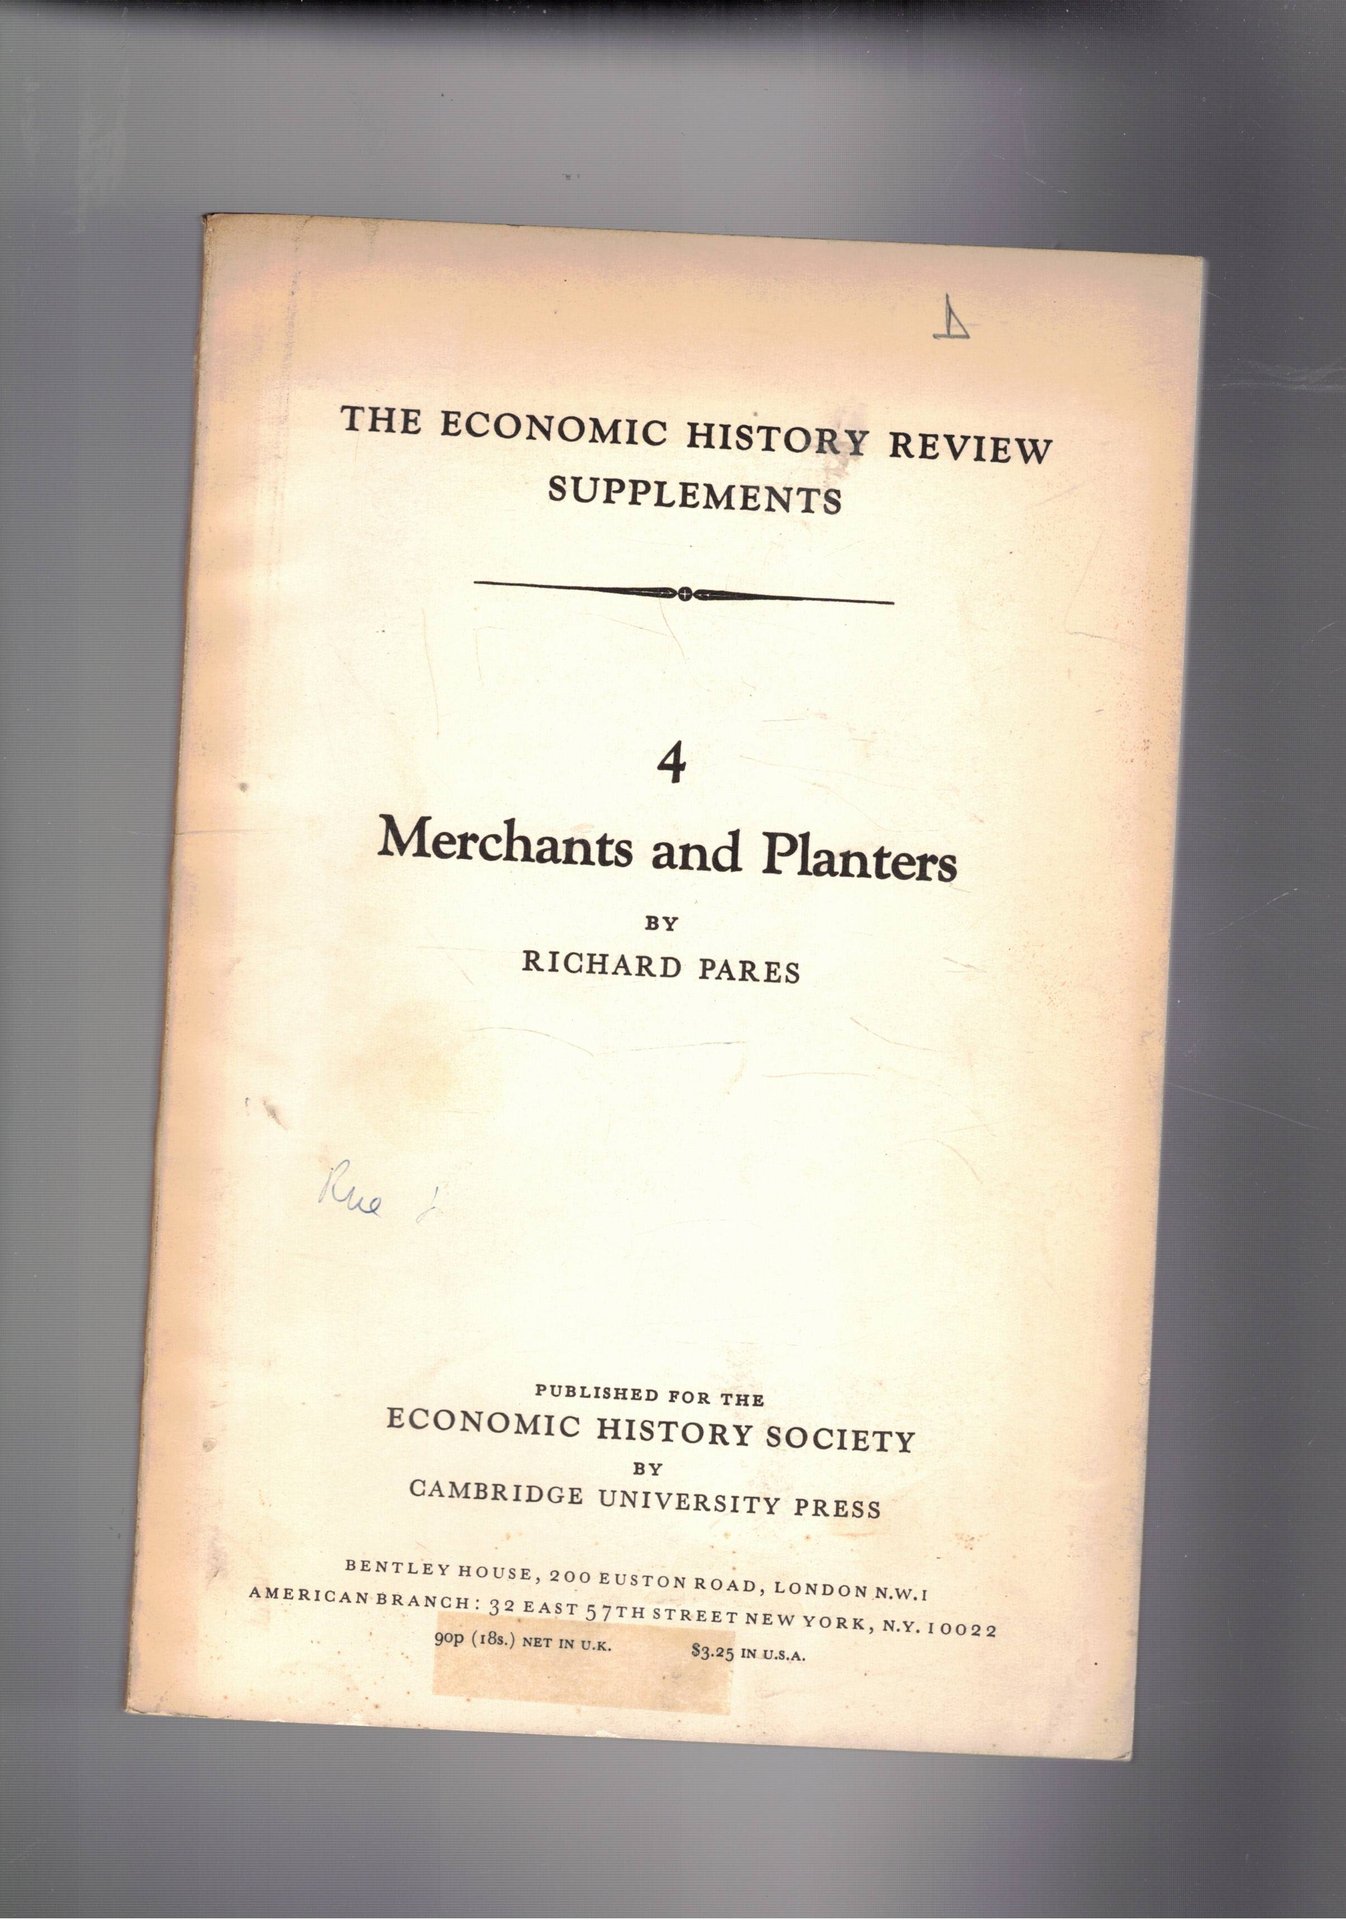 THE ECONOMIC HISTORY REVIEW
SUPPLEMENTS
4
Merchants and Planters
BY
RICHARD PARES
PUBLISHED FOR THE
ECONOMIC HISTORY SOCIETY
BY
CAMBRIDGE UNIVERSITY PRESS
BENTLEY HOUSE, 200 EUSTON ROAD, LONDON N.W.1
AMERICAN BRANCH: 32 EAST 57TH STREET NEW YORK, N.Y. 10022
90p (18s.) NET IN U.K. $3.25 IN U.S.A.